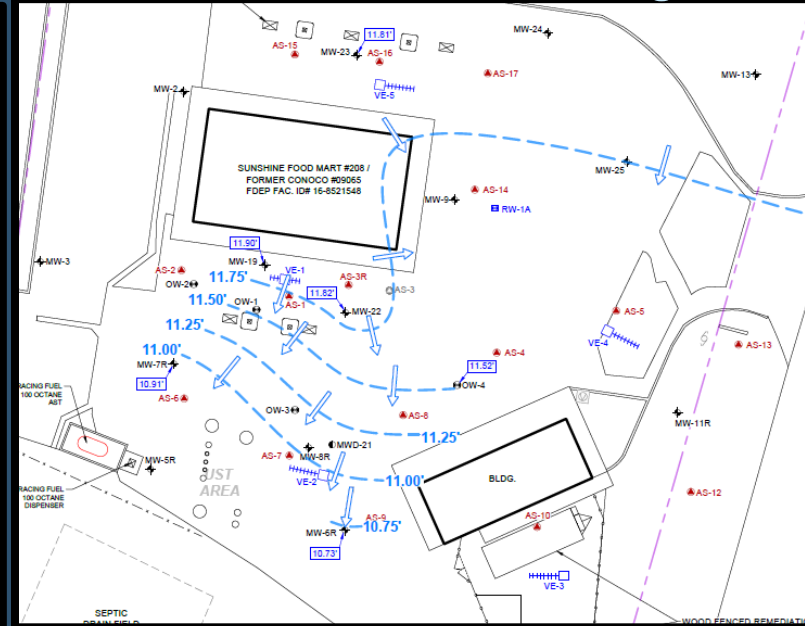 MW-24
11.81'
AS-15
MW-23
AS-16
AS-17
MW-13
MW-2
VE-5
SUNSHINE FOOD MART #208 /
FORMER CONOCO #09065
FDEP FAC. ID# 16-8521548
MW-25
AS-14
MW-9
RW-1A
11.90'
MW-19
MW-3
AS-2
VE-1
11.75'
OW-2
AS-3R
AS-3
11.82'
11.50'
OW-1
AS-1
MW-22
AS-5
11.25'
VE-4
AS-13
11.00'
AS-4
MW-7R
11.52'
10.91'
OW-4
RACING FUEL
100 OCTANE
AST
AS-6
OW-3
AS-8
MW-11R
11.25'
MWD-21
MW-8R
AS-7
MW-5R
UST
AREA
VE-2
11.00'
BLDG.
RACING FUEL
100 OCTANE
DISPENSER
AS-12
AS-9
10.75'
AS-10
MW-6R
10.73'
VE-3
SEPTIC
DRAIN FIELD
WOOD FENCED REMEDIATI